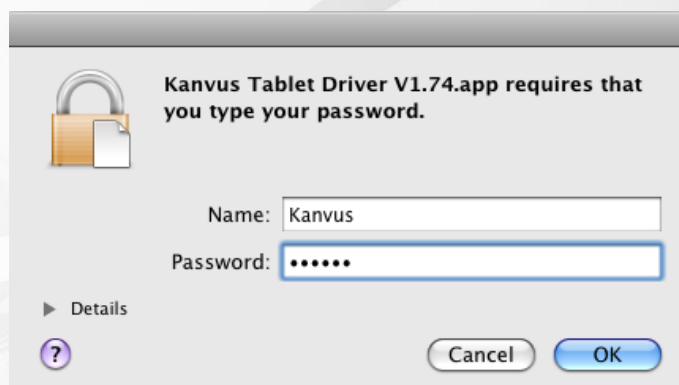 Kanvus Tablet Driver V1.74.app requires that
you type your password.
Name: Kanvus
Password: ••••••
Details
?
Cancel
OK